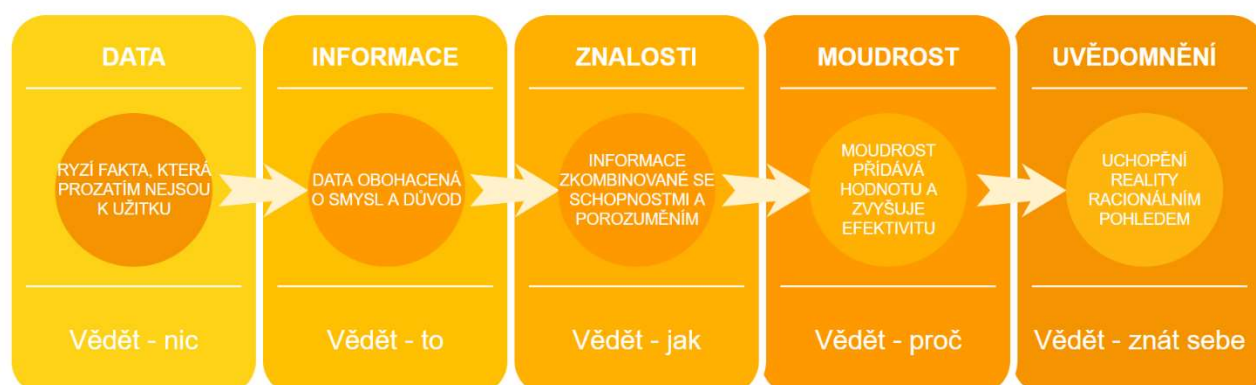 DATA
RYZÍ FAKTA, KTERÁ
PROZATÍM NEJSOU
K UŽITKU
Vědět - nic
INFORMACE
DATA OBOHACENÁ
O SMYSL A DŮVOD
Vědět - to
ZNALOSTI
INFORMACE
ZKOMBINOVANÉ SE
SCHOPNOSTMI A
POROZUMĚNÍM
Vědět - jak
MOUDROST
MOUDROST
PŘÍDÁVÁ
HODNOTU A
ZVYŠUJE
EFEKTIVITU
Vědět - proč
UVĚDOMNĚNÍ
UCHOPĚNÍ
REALITY
RACIONÁLNÍM
POHLEDEM
Vědět - znát sebe